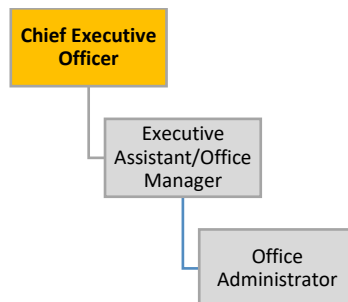 Chief Executive
Officer
Executive
Assistant/Office
Manager
Office
Administrator